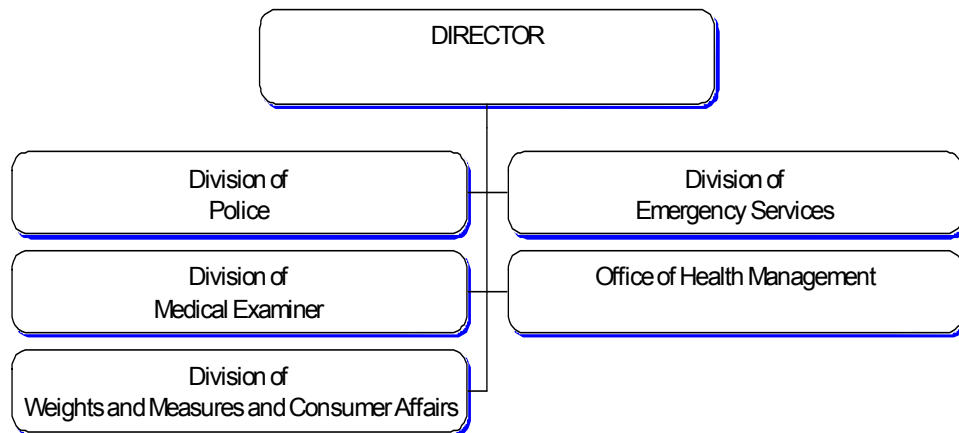 DIRECTOR
Division of
Police
Division of
Emergency Services
Division of
Medical Examiner
Office of Health Management
Division of
Weights and Measures and Consumer Affairs